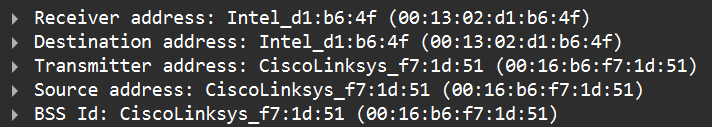 Receiver address: Intel_d1:b6:4f (00:13:02:d1:b6:4f)
Destination address: Intel_d1:b6:4f (00:13:02:d1:b6:4f)
Transmitter address: CiscoLinksys_f7:1d:51 (00:16:b6:f7:1d:51)
Source address: CiscoLinksys_f7:1d:51 (00:16:b6:f7:1d:51)
BSS Id: CiscoLinksys_f7:1d:51 (00:16:b6:f7:1d:51)